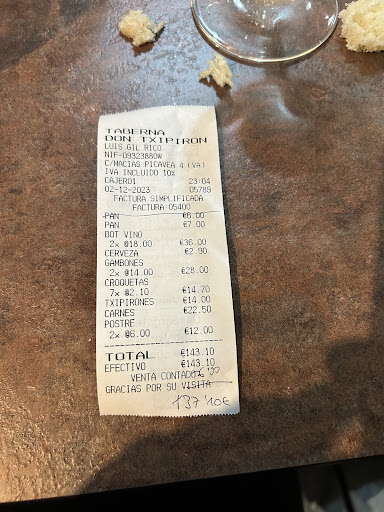 TABERNA
DON TXIPIRON
LUIS GIL RICO
NIF-09323880W
C/MACIAS PICAVEA 4 (VA)
IVA INCLUIDO 10%
CAJERO1 23:04
02-12-2023 05789
FACTURA SIMPLIFICADA
FACTURA:05400
PAN €6.00
PAN €7.00
BOT VINO
2x @18.00 €36.00
CERVEZA €2.90
GAMBONES
2x @14.00 €28.00
CROQUETAS
7x @2.10 €14.70
TXIPIRONES €14.00
CARNES €22.50
POSTRE
2x @6.00 €12.00
TOTAL €143.10
EFECTIVO €143.10
VENTA CONTADO
GRACIAS POR SU VISITA
137'10€